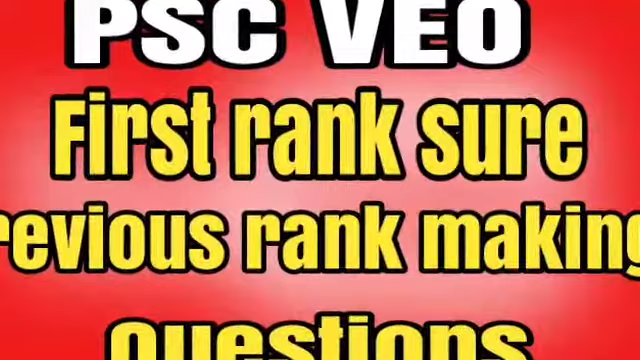 PSC VEO
First rank sure
revious rank making
questions